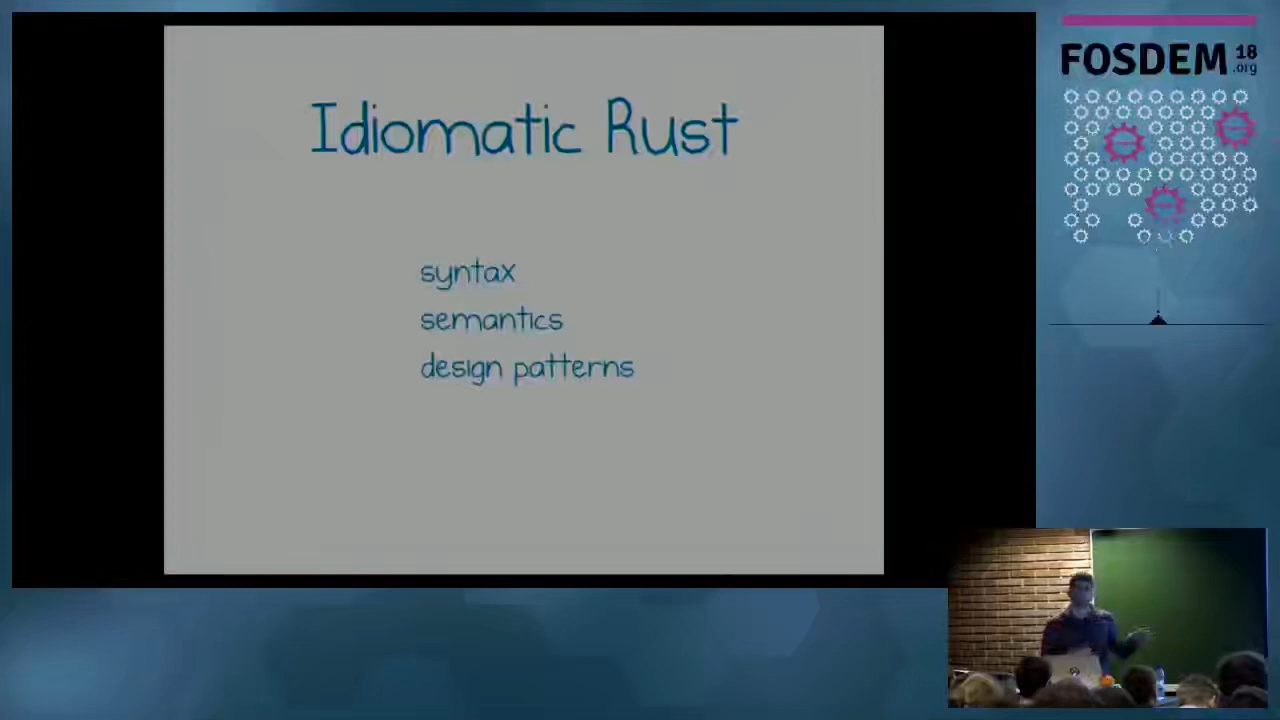 Idiomatic Rust
syntax
semantics
design patterns
FOSDEM 18
.org